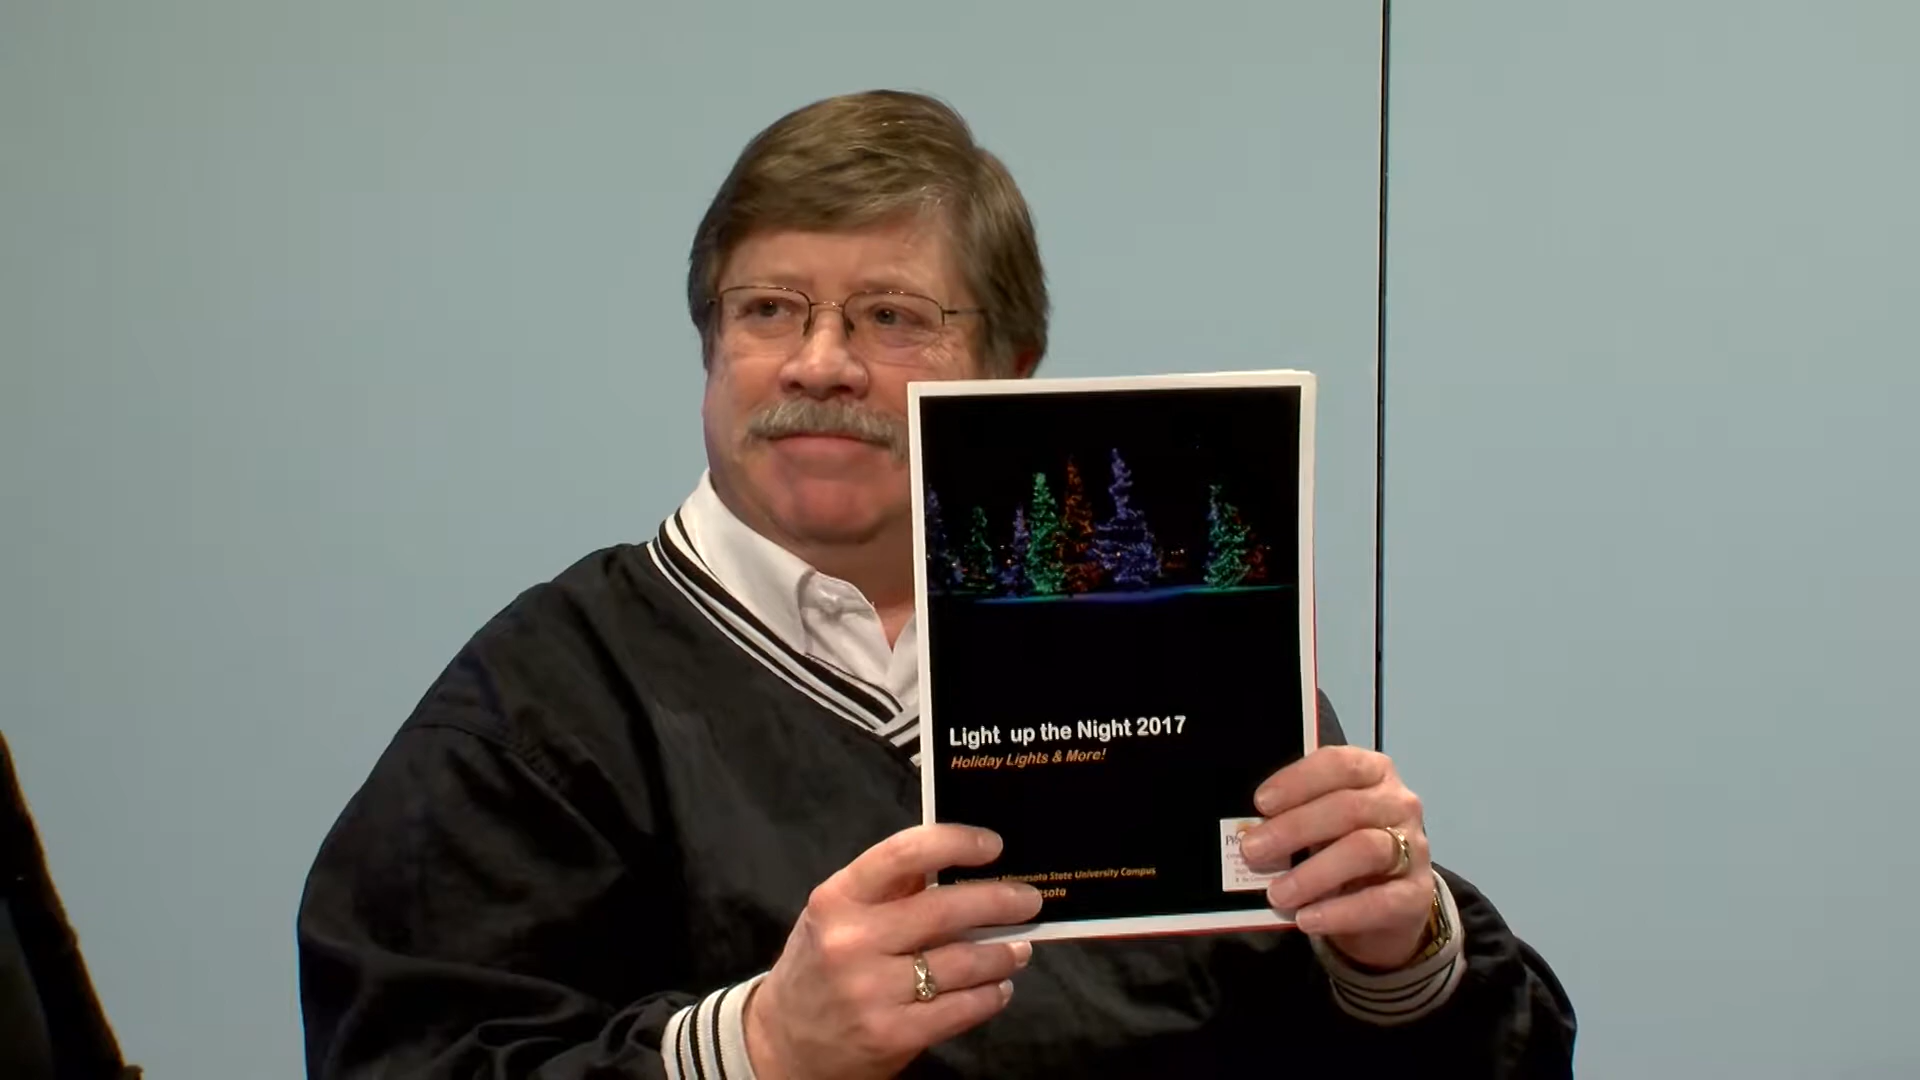 Light up the Night 2017
Holiday Lights & More!
Minnesota State University Campus